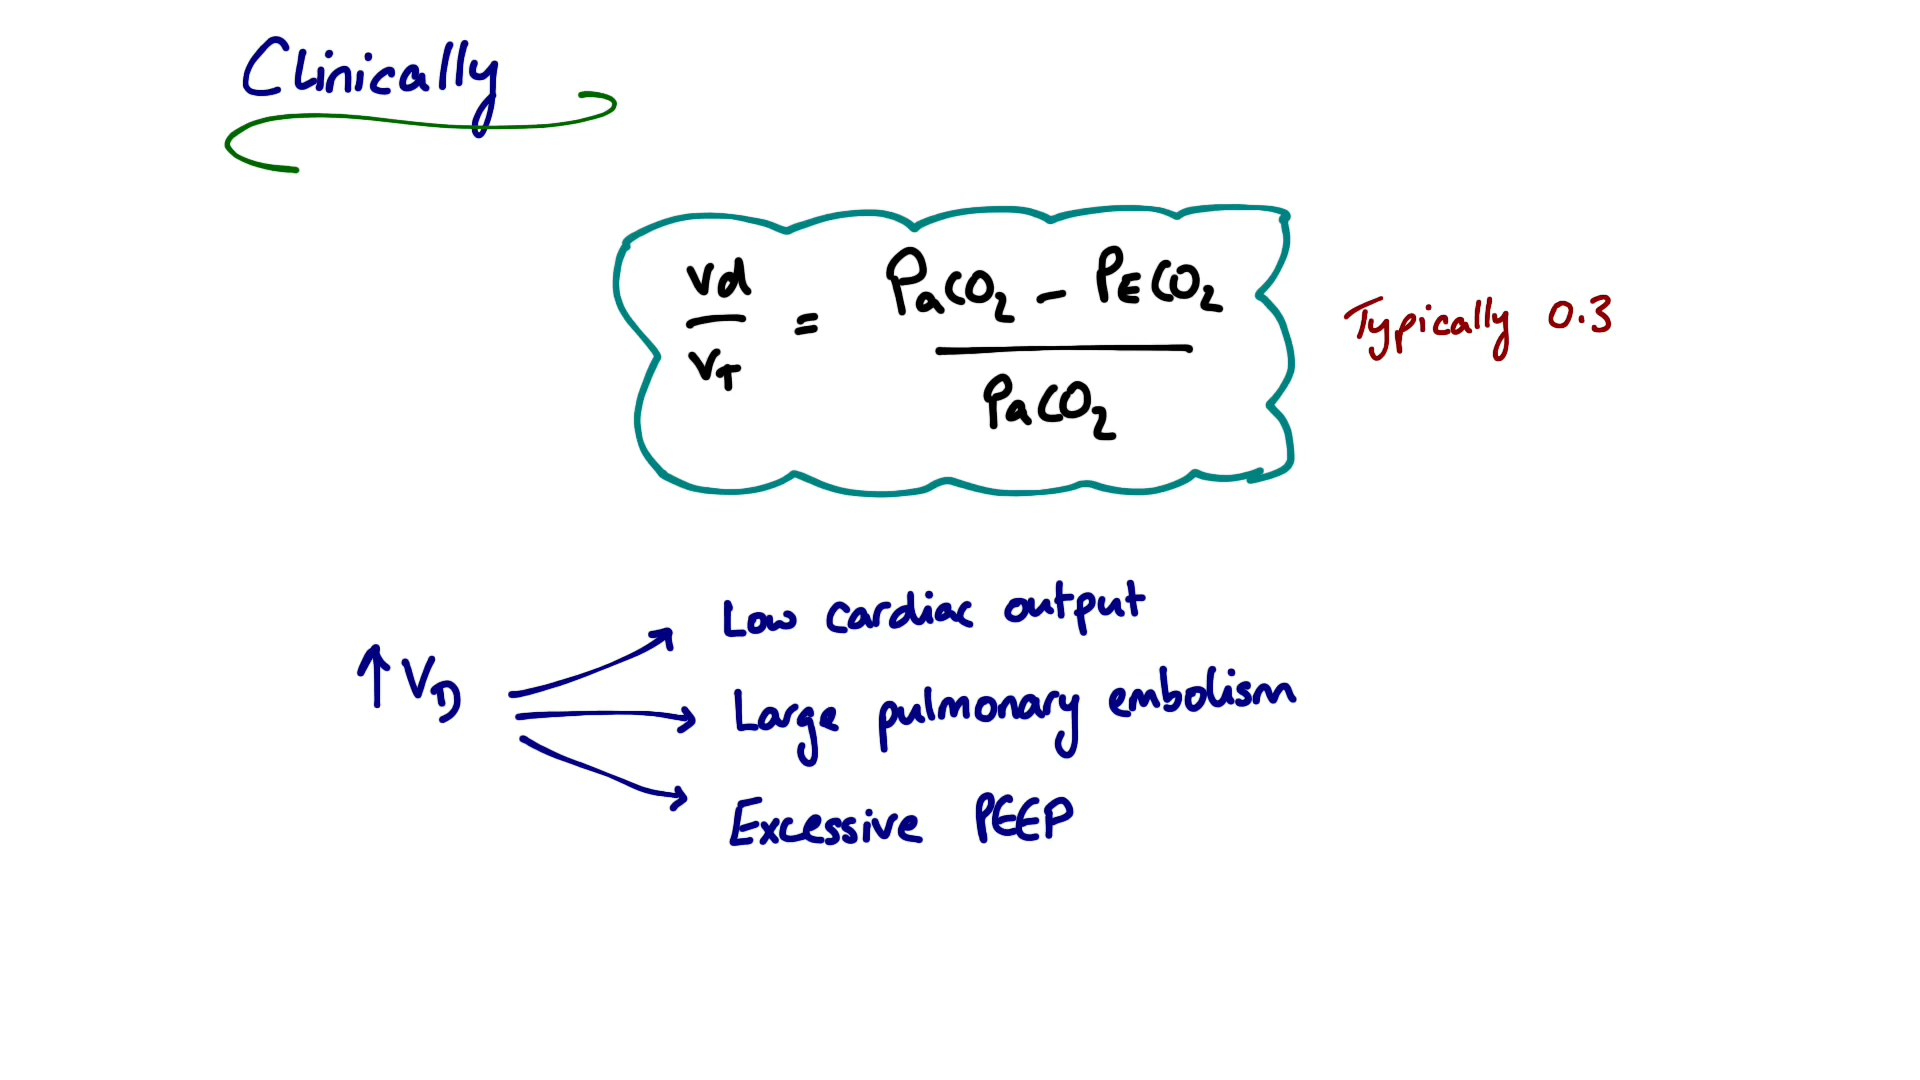 Clinically
Vd/VT = (PaCO2 - PECO2)/PaCO2
Typically 0.3
↑ VD
Low cardiac output
Large pulmonary embolism
Excessive PEEP